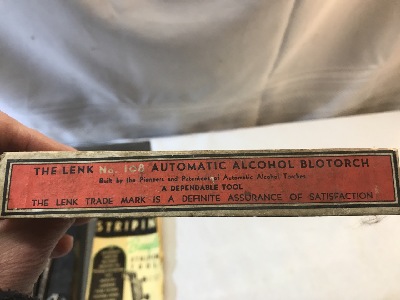 THE LENK No. 108 AUTOMATIC ALCOHOL BLOTORCH
Built by the Pioneers and Patentees of Automatic Alcohol Torches
A DEPENDABLE TOOL
THE LENK TRADE MARK IS A DEFINITE ASSURANCE OF SATISFACTION
STRIPIN